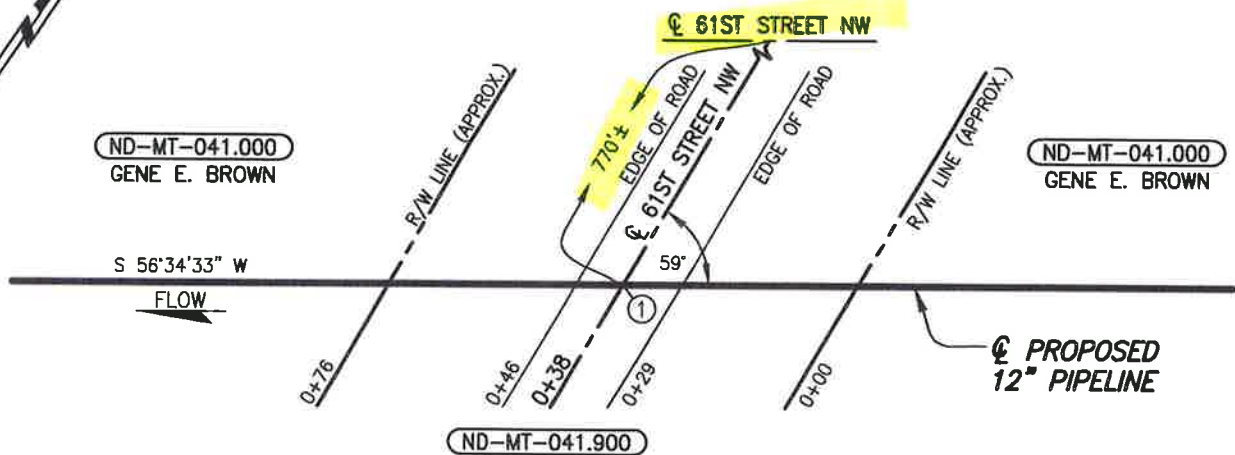 ℄ 61ST STREET NW
ND-MT-041.000
GENE E. BROWN
R/W LINE (APPROX.)
770'±
EDGE OF ROAD
℄ 61ST STREET NW
EDGE OF ROAD
R/W LINE (APPROX.)
ND-MT-041.000
GENE E. BROWN
S 56°34'33" W
FLOW
59°
1
℄ PROPOSED
12" PIPELINE
0+76
0+46
0+38
0+29
0+00
ND-MT-041.900